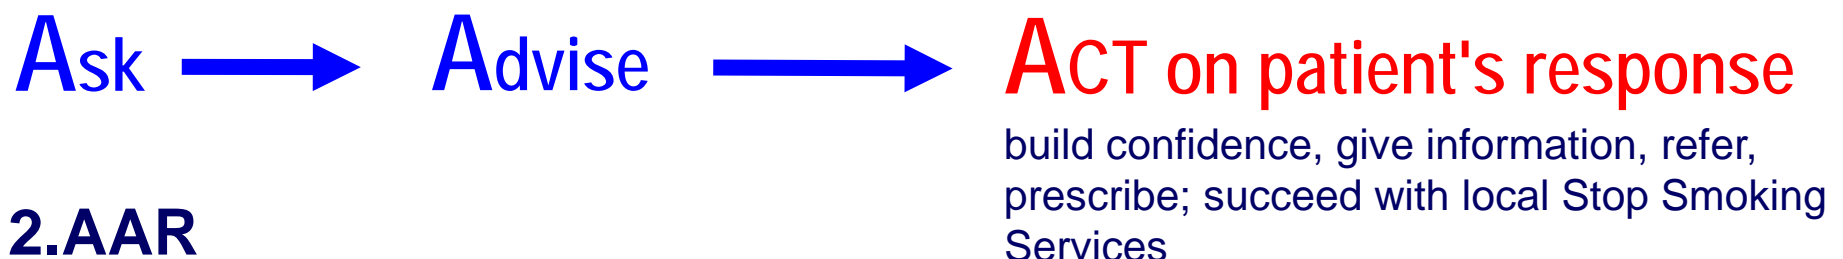 Ask Advise ACT on patient's response
build confidence, give information, refer,
prescribe; succeed with local Stop Smoking
Services
2.AAR